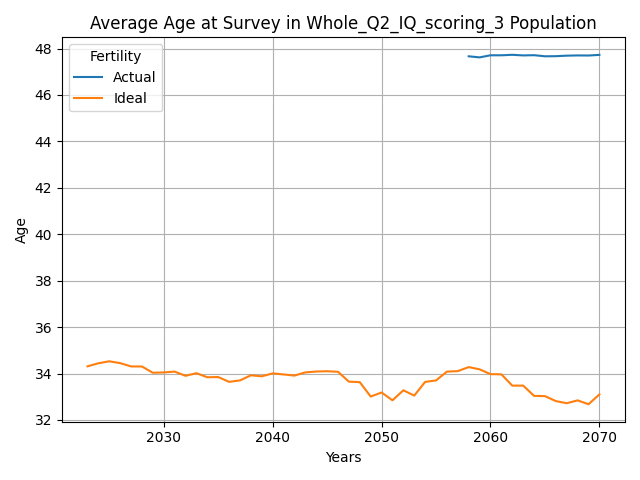 Average Age at Survey in Whole_Q2_IQ_scoring_3 Population
Fertility
Actual
Ideal
48
46
44
42
40
38
36
34
32
Age
2030
2040
2050
2060
2070
Years